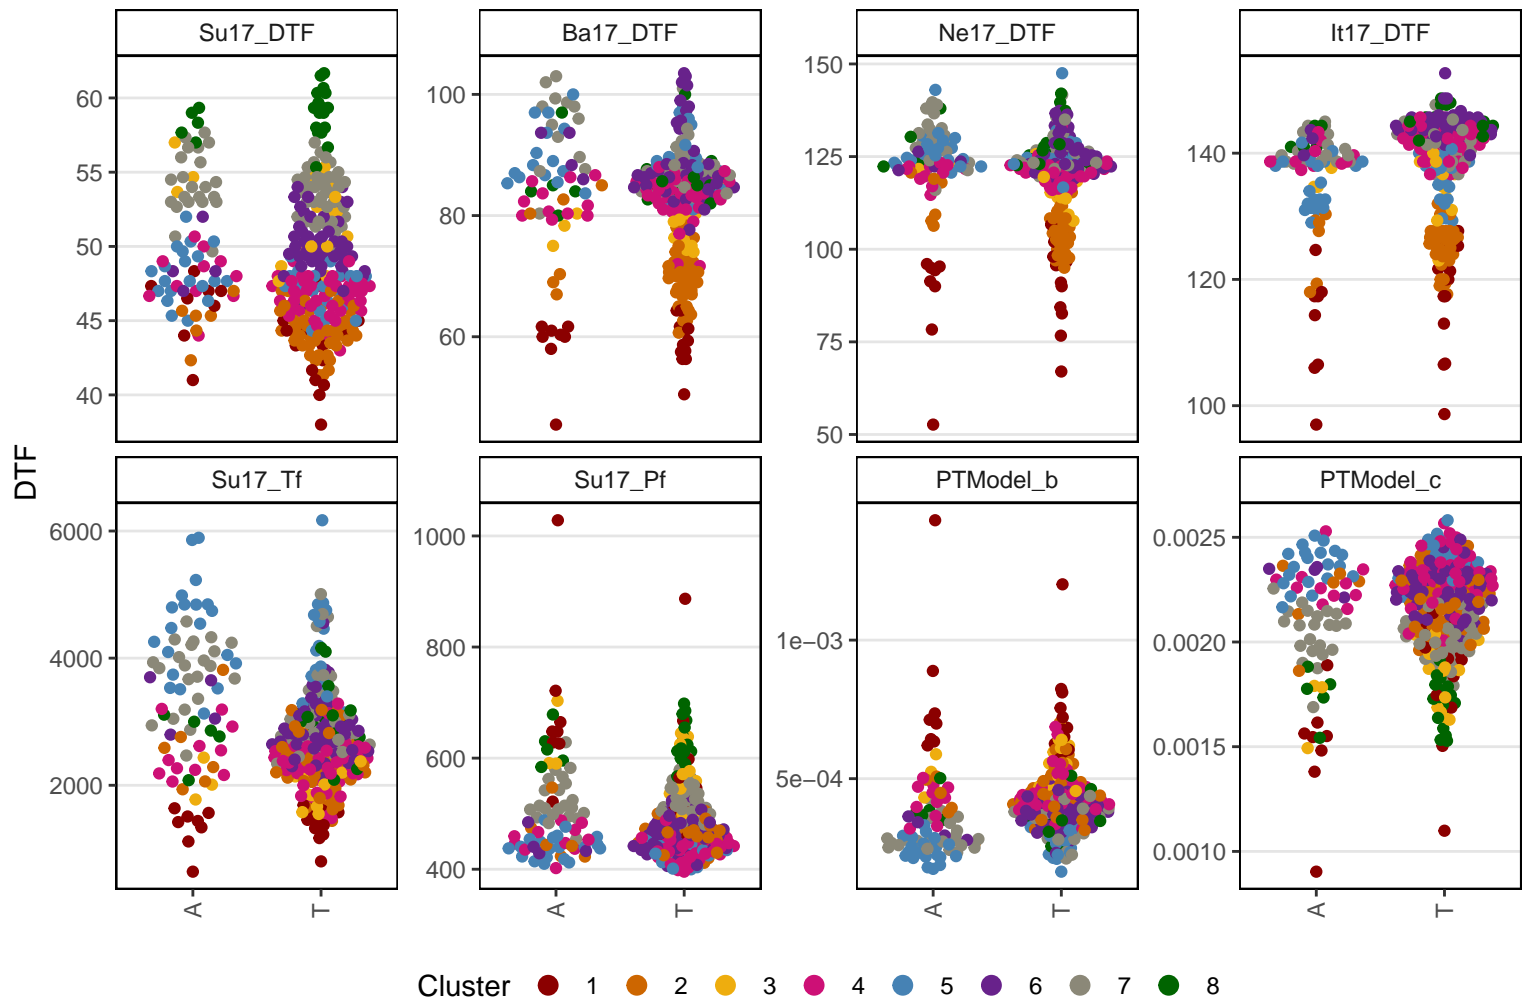 Su17_DTF Ba17_DTF Ne17_DTF It17_DTF
60 55 50 45 40
100 80 60
150 125 100 75 50
140 120 100
DTF
Su17_Tf Su17_Pf PTModel_b PTModel_c
6000 4000 2000
1000 800 600 400
1e−03 5e−04
0.0025 0.0020 0.0015 0.0010
A T A T A T A T
Cluster 1 2 3 4 5 6 7 8